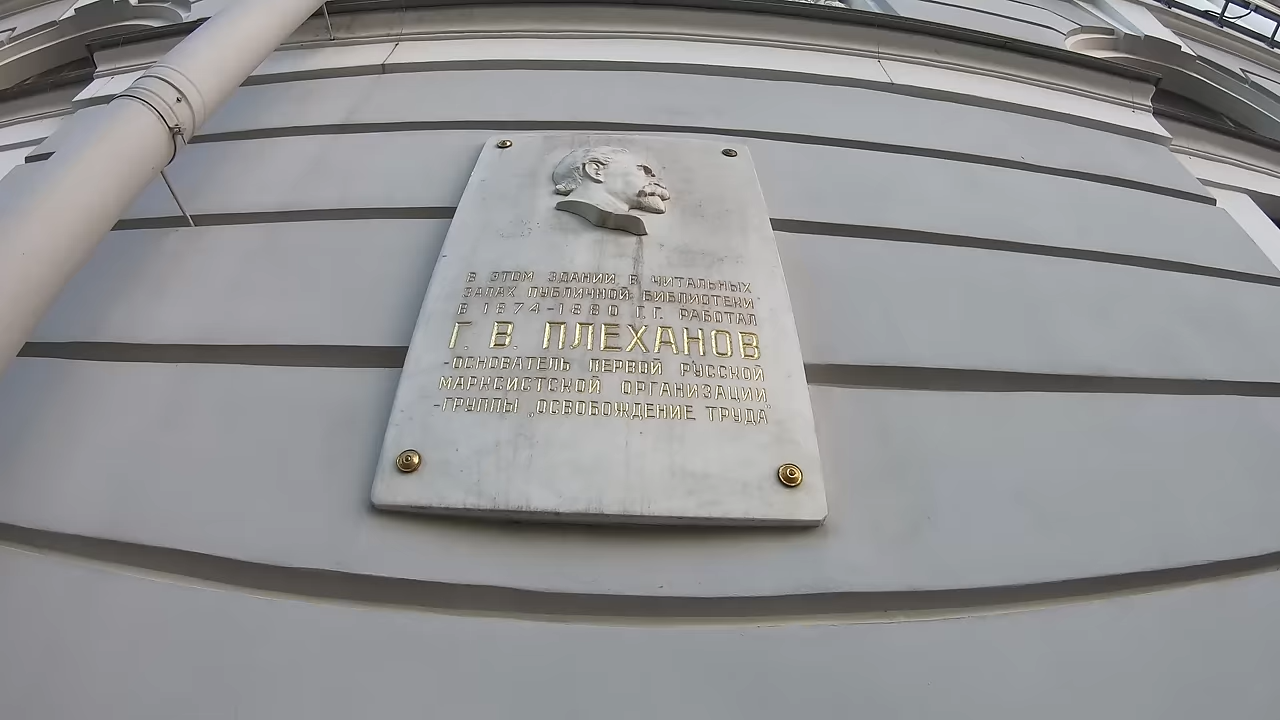 В ЭТОМ ЗДАНИИ В ЧИТАЛЬНЫХ
ЗАЛАХ ПУБЛИЧНОЙ БИБЛИОТЕКИ
В 1874-1880 Г.Г. РАБОТАЛ
Г. В. ПЛЕХАНОВ
-ОСНОВАТЕЛЬ ПЕРВОЙ РУССКОЙ
МАРКСИСТСКОЙ ОРГАНИЗАЦИИ
-ГРУППЫ „ОСВОБОЖДЕНИЕ ТРУДА"